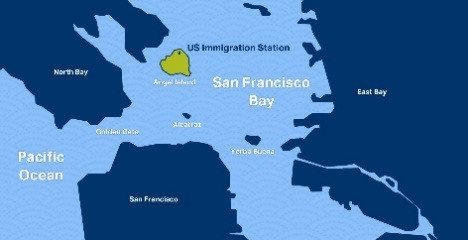 US Immigration Station
North Bay
Angel Island
San Francisco
Bay
East Bay
Alcatraz
Golden Gate
Yerba Buena
Pacific
Ocean
San Francisco